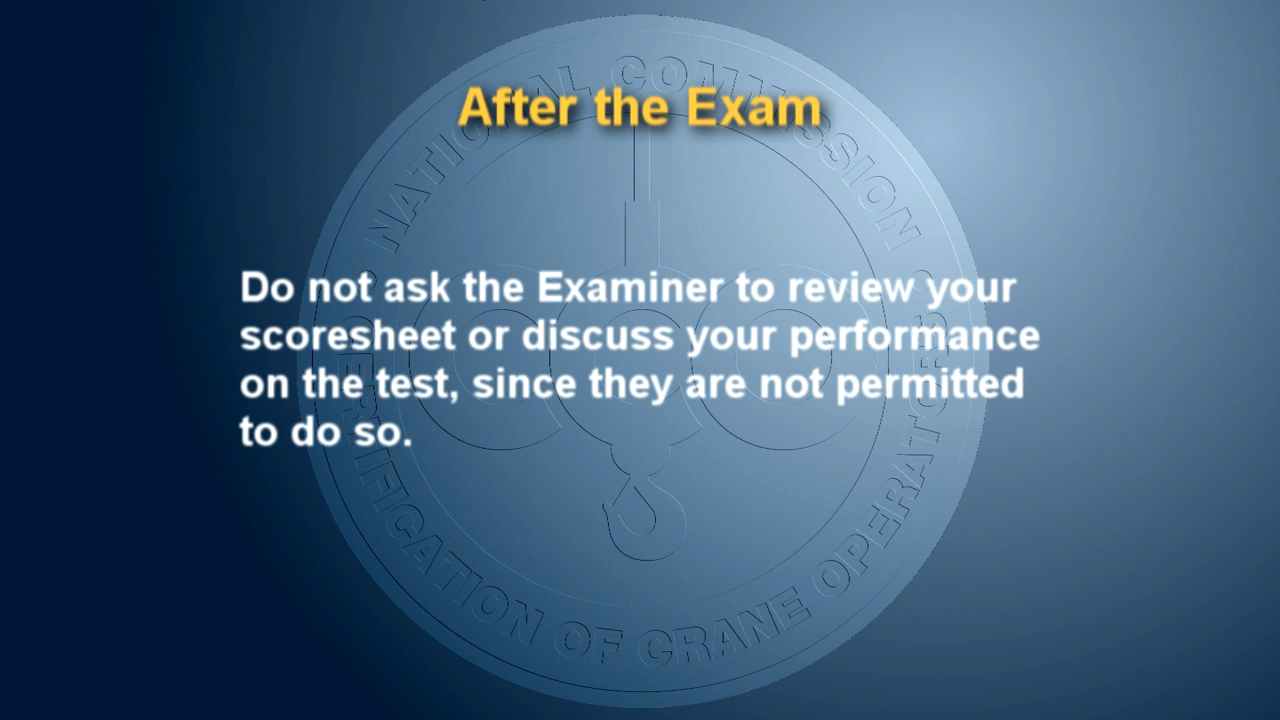 After the Exam
Do not ask the Examiner to review your
scoresheet or discuss your performance
on the test, since they are not permitted
to do so.
NATIONAL COMMISSION
CERTIFICATION OF CRANE OPERATORS